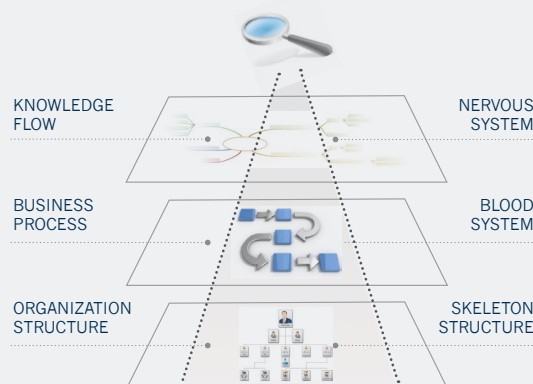 KNOWLEDGE
FLOW
NERVOUS
SYSTEM
BUSINESS
PROCESS
BLOOD
SYSTEM
ORGANIZATION
STRUCTURE
SKELETON
STRUCTURE